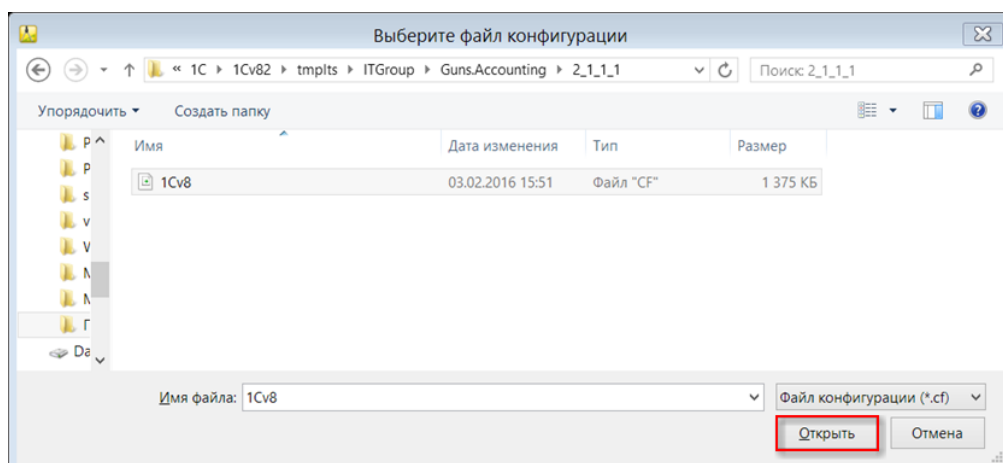 Выберите файл конфигурации
« 1C ▸ 1Cv82 ▸ tmplts ▸ ITGroup ▸ Guns.Accounting ▸ 2_1_1_1
Поиск: 2_1_1_1
Упорядочить Создать папку
Имя Дата изменения Тип Размер
P
P
1Cv8 03.02.2016 15:51 Файл "CF" 1 375 КБ
s
v
Da
Имя файла: 1Cv8 Файл конфигурации (*.cf)
Открыть Отмена